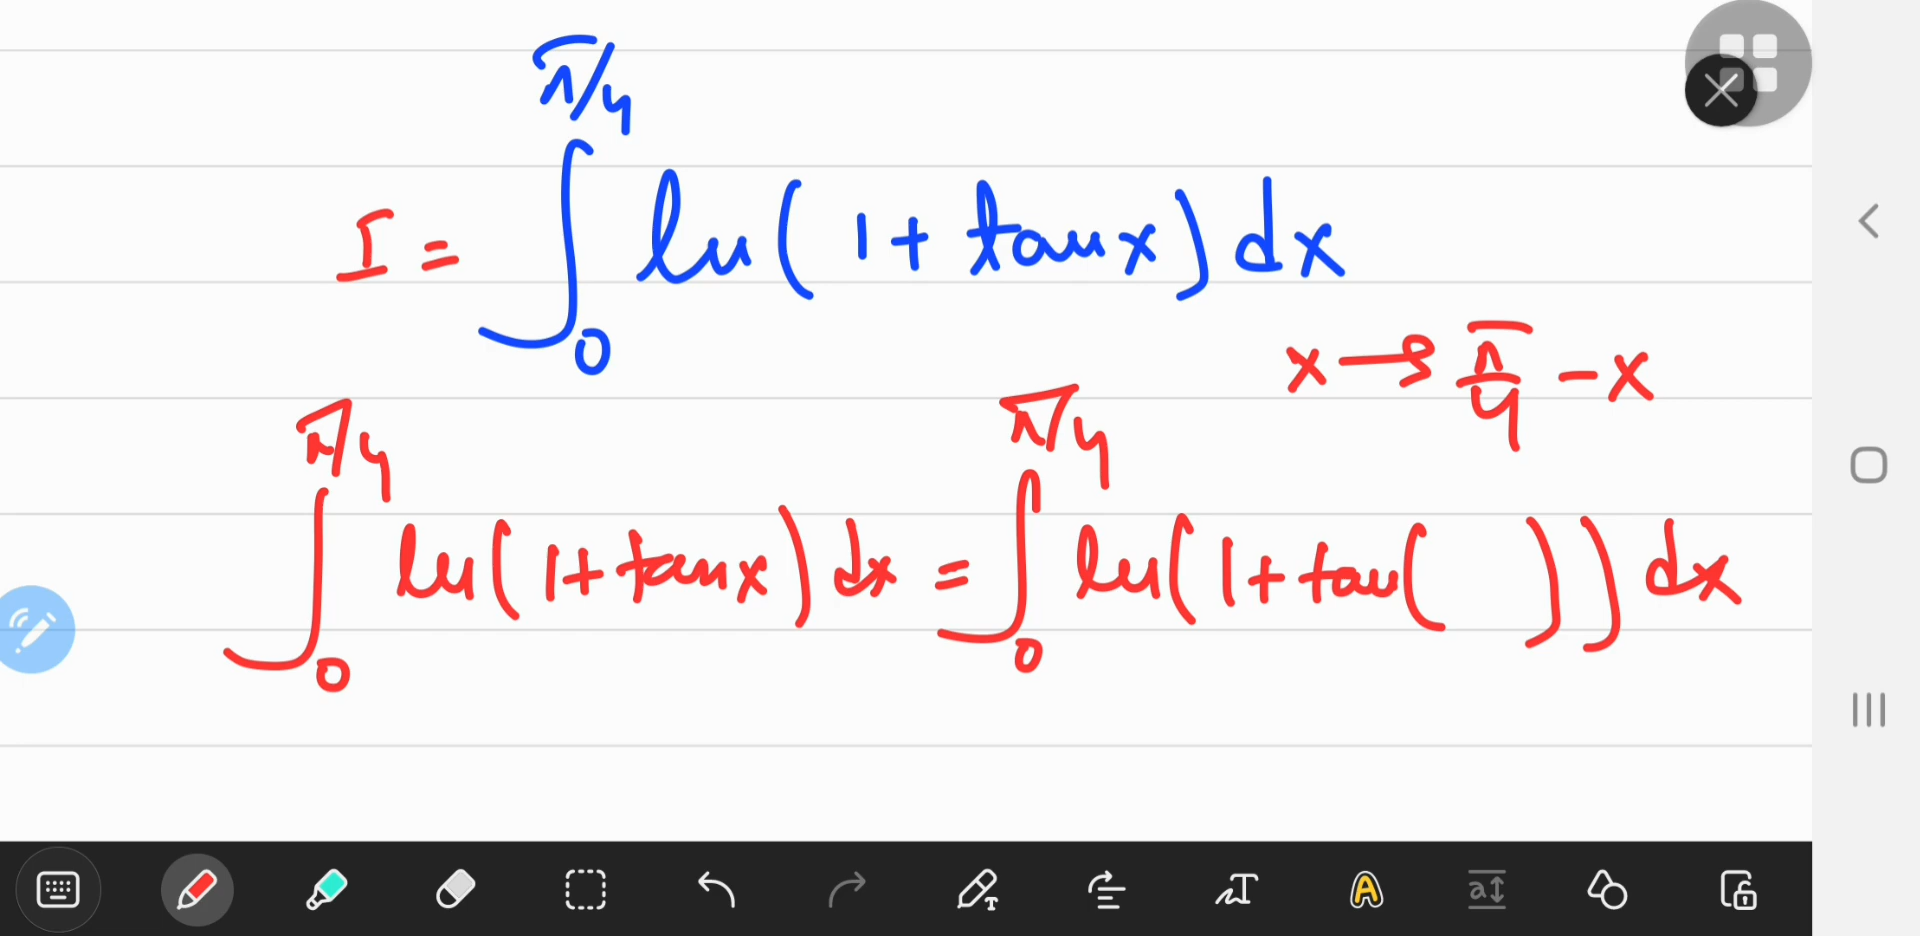 I = ∫₀^(π/4) ln(1 + tanx)dx
x → π/4 − x
∫₀^(π/4) ln(1+tanx)dx = ∫₀^(π/4) ln(1+tan( ))dx